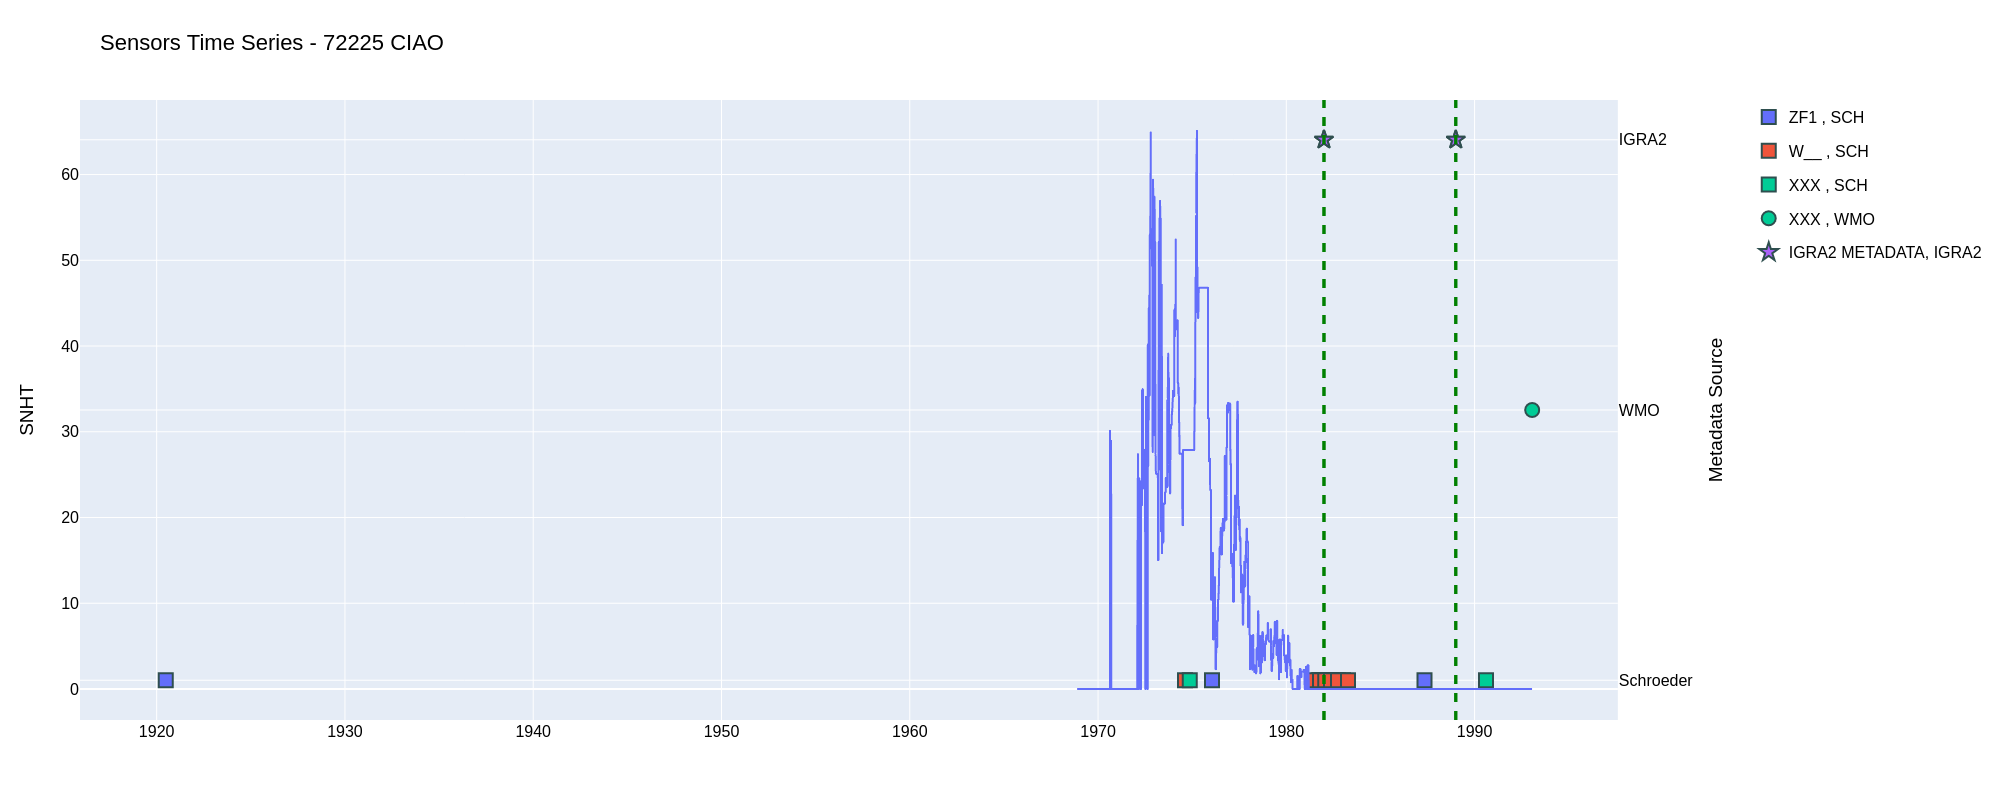 Sensors Time Series - 72225 CIAO
ZF1 , SCH
W__ , SCH
XXX , SCH
XXX , WMO
IGRA2 METADATA, IGRA2
SNHT
60
50
40
30
20
10
0
IGRA2
WMO
Schroeder
Metadata Source
1920 1930 1940 1950 1960 1970 1980 1990